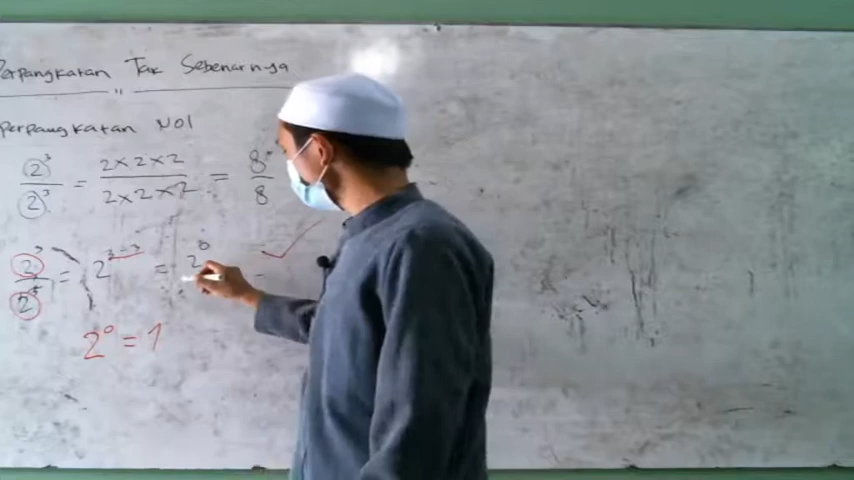 Perpangkatan Tak Sebenarnya
Perpangkatan Nol
2³/2³ = 2×2×2/2×2×2 = 8/8
2³/2³ = 2³⁻³ = 2⁰
2⁰ = 1